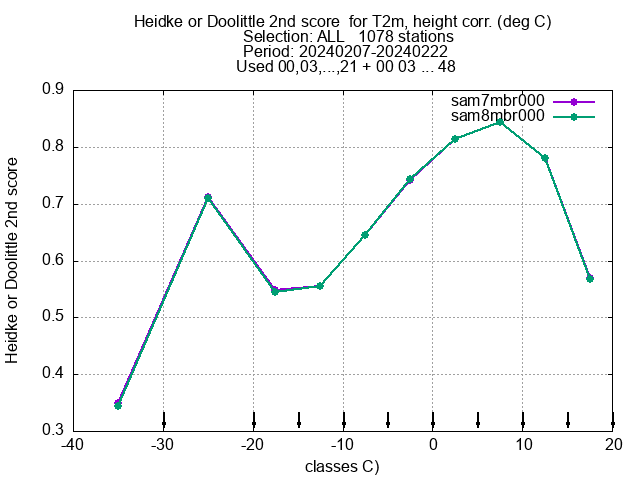 Heidke or Doolittle 2nd score  for T2m, height corr. (deg C)
Selection: ALL   1078 stations
Period: 20240207-20240222
Used 00,03,...,21 + 00 03 ... 48
sam7mbr000
sam8mbr000
0.9
0.8
0.7
0.6
0.5
0.4
0.3
Heidke or Doolittle 2nd score
-40 -30 -20 -10 0 10 20
classes C)